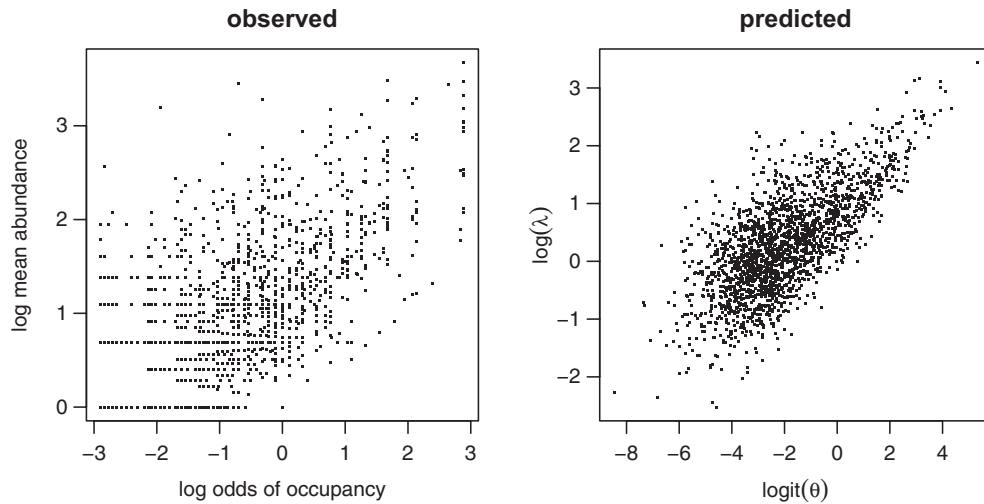 observed
log mean abundance
3
2
1
0
−3 −2 −1 0 1 2 3
log odds of occupancy
predicted
log(λ)
3
2
1
0
−1
−2
−8 −6 −4 −2 0 2 4
logit(θ)